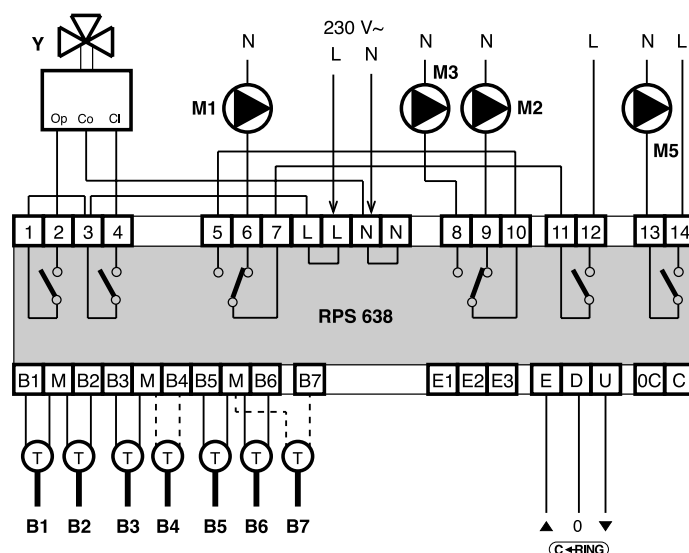 230 V~
Y N L N N N L N L
M3
M1 M2
Op Co Cl
M5
1 2 3 4 5 6 7 L L N N 8 9 10 11 12 13 14
RPS 638
B1 M B2 B3 M B4 B5 M B6 B7 E1 E2 E3 E D U 0C C
T T T T T T T
B1 B2 B3 B4 B5 B6 B7 0
C RING